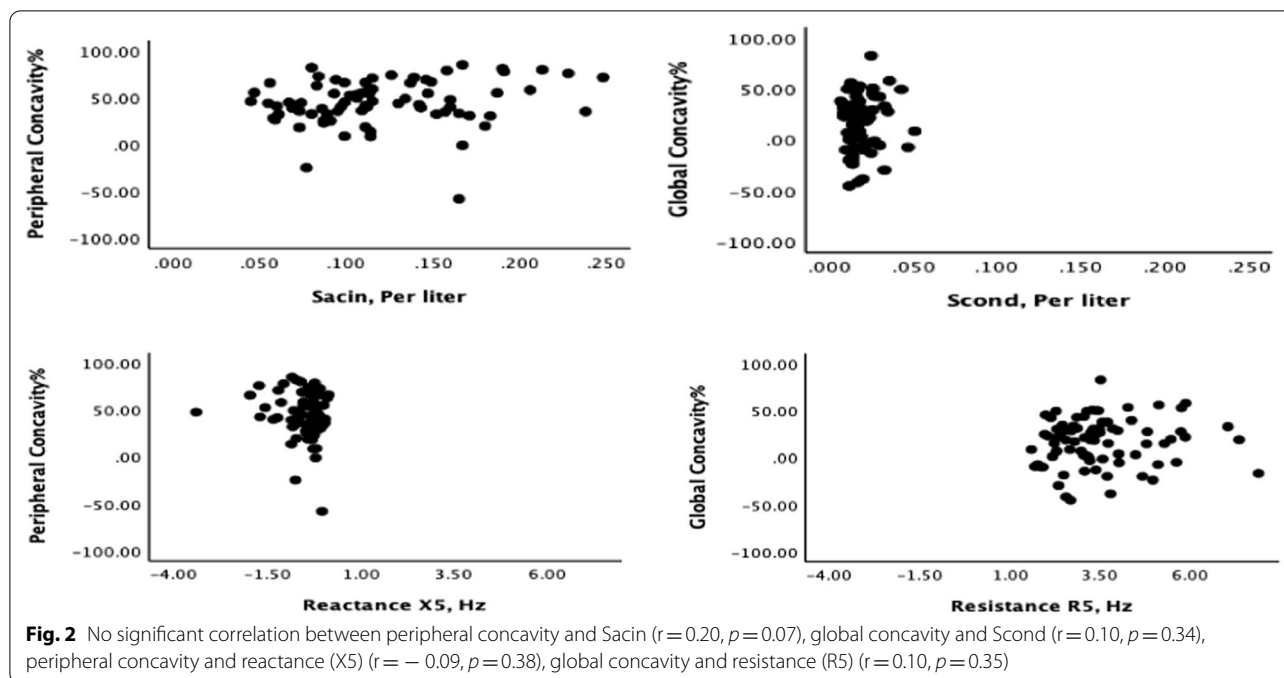 Peripheral Concavity%
100.00
50.00
.00
−50.00
−100.00
.000 .050 .100 .150 .200 .250
Sacin, Per liter
Global Concavity%
100.00
50.00
.00
−50.00
−100.00
.000 .050 .100 .150 .200 .250
Scond, Per liter
Peripheral Concavity%
100.00
50.00
.00
−50.00
−100.00
−4.00 −1.50 1.00 3.50 6.00
Reactance X5, Hz
Global Concavity%
100.00
50.00
.00
−50.00
−100.00
−4.00 −1.50 1.00 3.50 6.00
Resistance R5, Hz
Fig. 2 No significant correlation between peripheral concavity and Sacin (r = 0.20, p = 0.07), global concavity and Scond (r = 0.10, p = 0.34),
peripheral concavity and reactance (X5) (r = − 0.09, p = 0.38), global concavity and resistance (R5) (r = 0.10, p = 0.35)